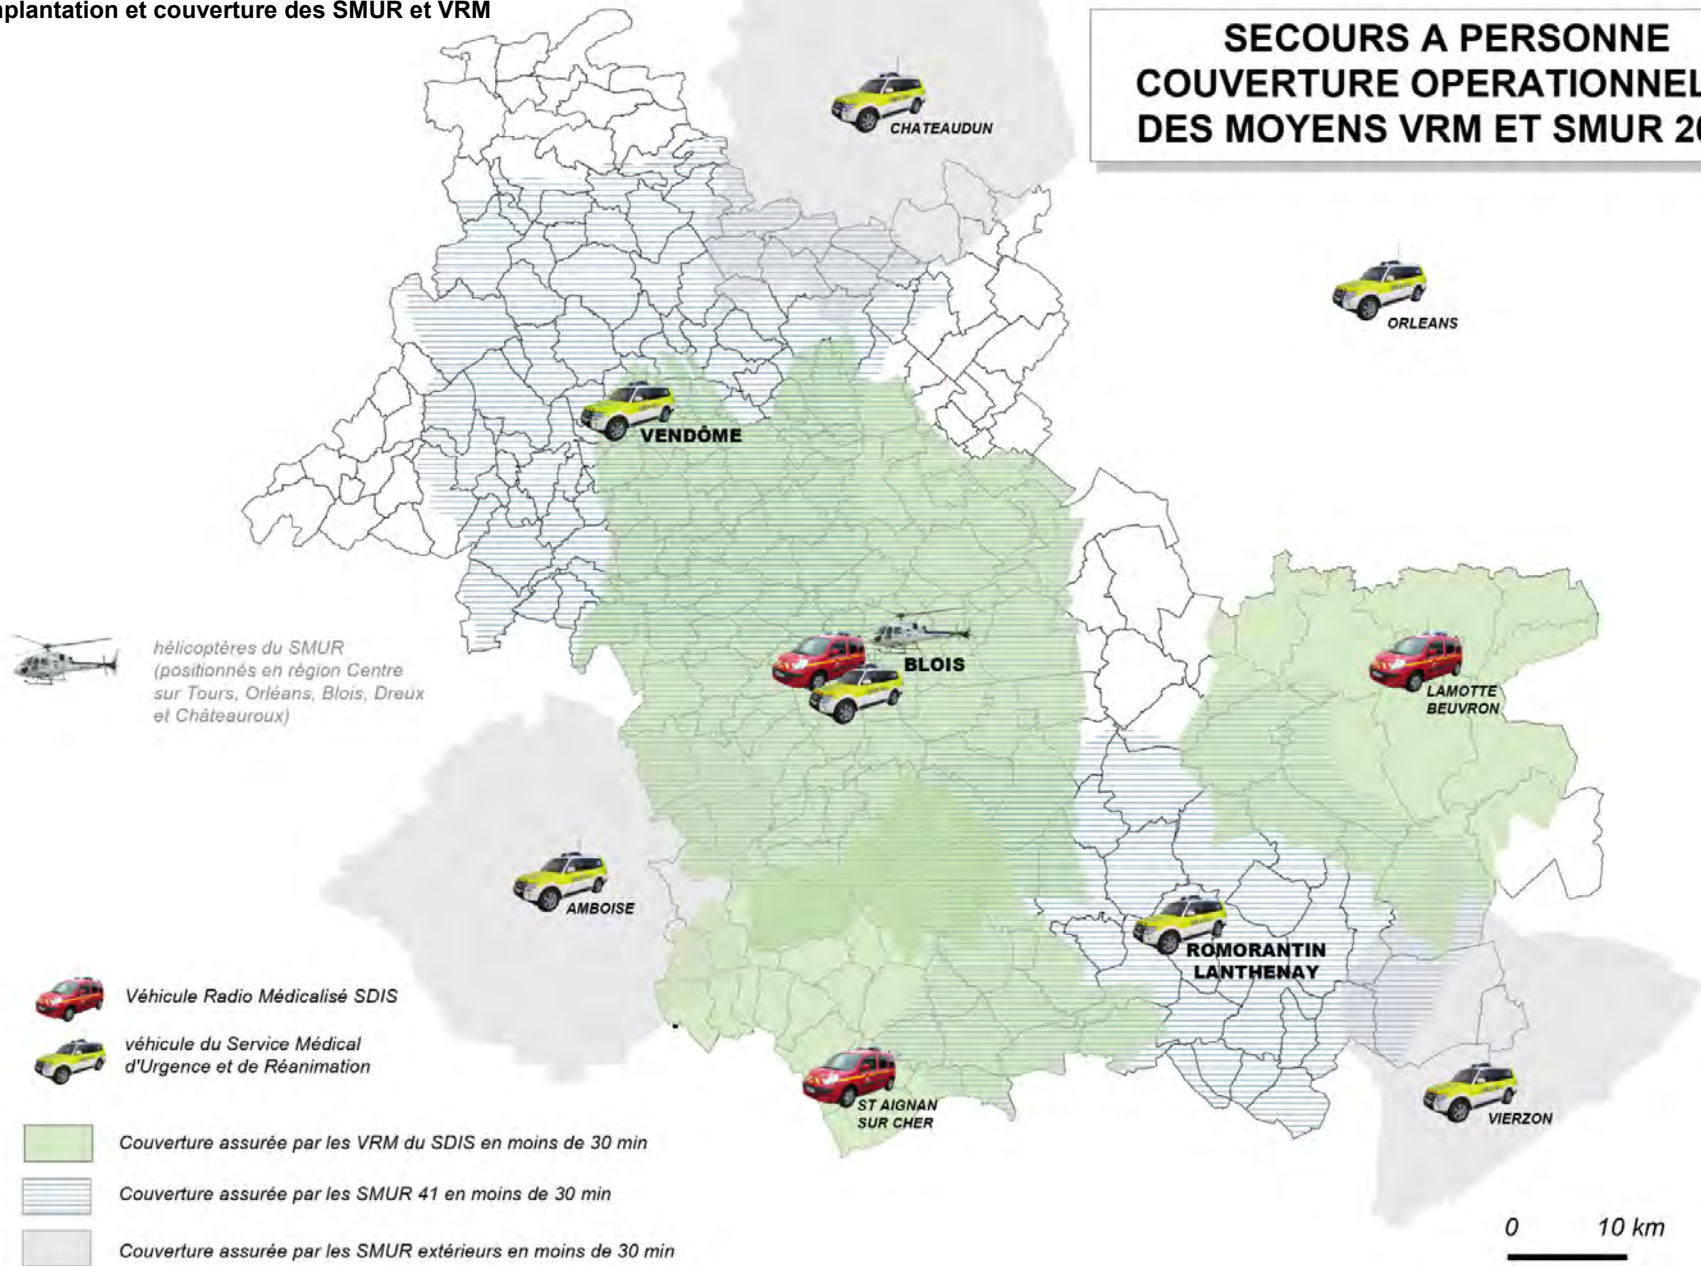 nplantation et couverture des SMUR et VRM
SECOURS A PERSONNE
COUVERTURE OPERATIONNEL
DES MOYENS VRM ET SMUR
CHATEAUDUN
ORLEANS
VENDÔME
hélicoptères du SMUR
(positionnés en région Centre
sur Tours, Orléans, Blois, Dreux
et Châteauroux)
BLOIS
LAMOTTE
BEUVRON
AMBOISE
ROMORANTIN
LANTHENAY
Véhicule Radio Médicalisé SDIS
véhicule du Service Médical
d'Urgence et de Réanimation
ST AIGNAN
SUR CHER
VIERZON
Couverture assurée par les VRM du SDIS en moins de 30 min
Couverture assurée par les SMUR 41 en moins de 30 min
Couverture assurée par les SMUR extérieurs en moins de 30 min
0 10 km